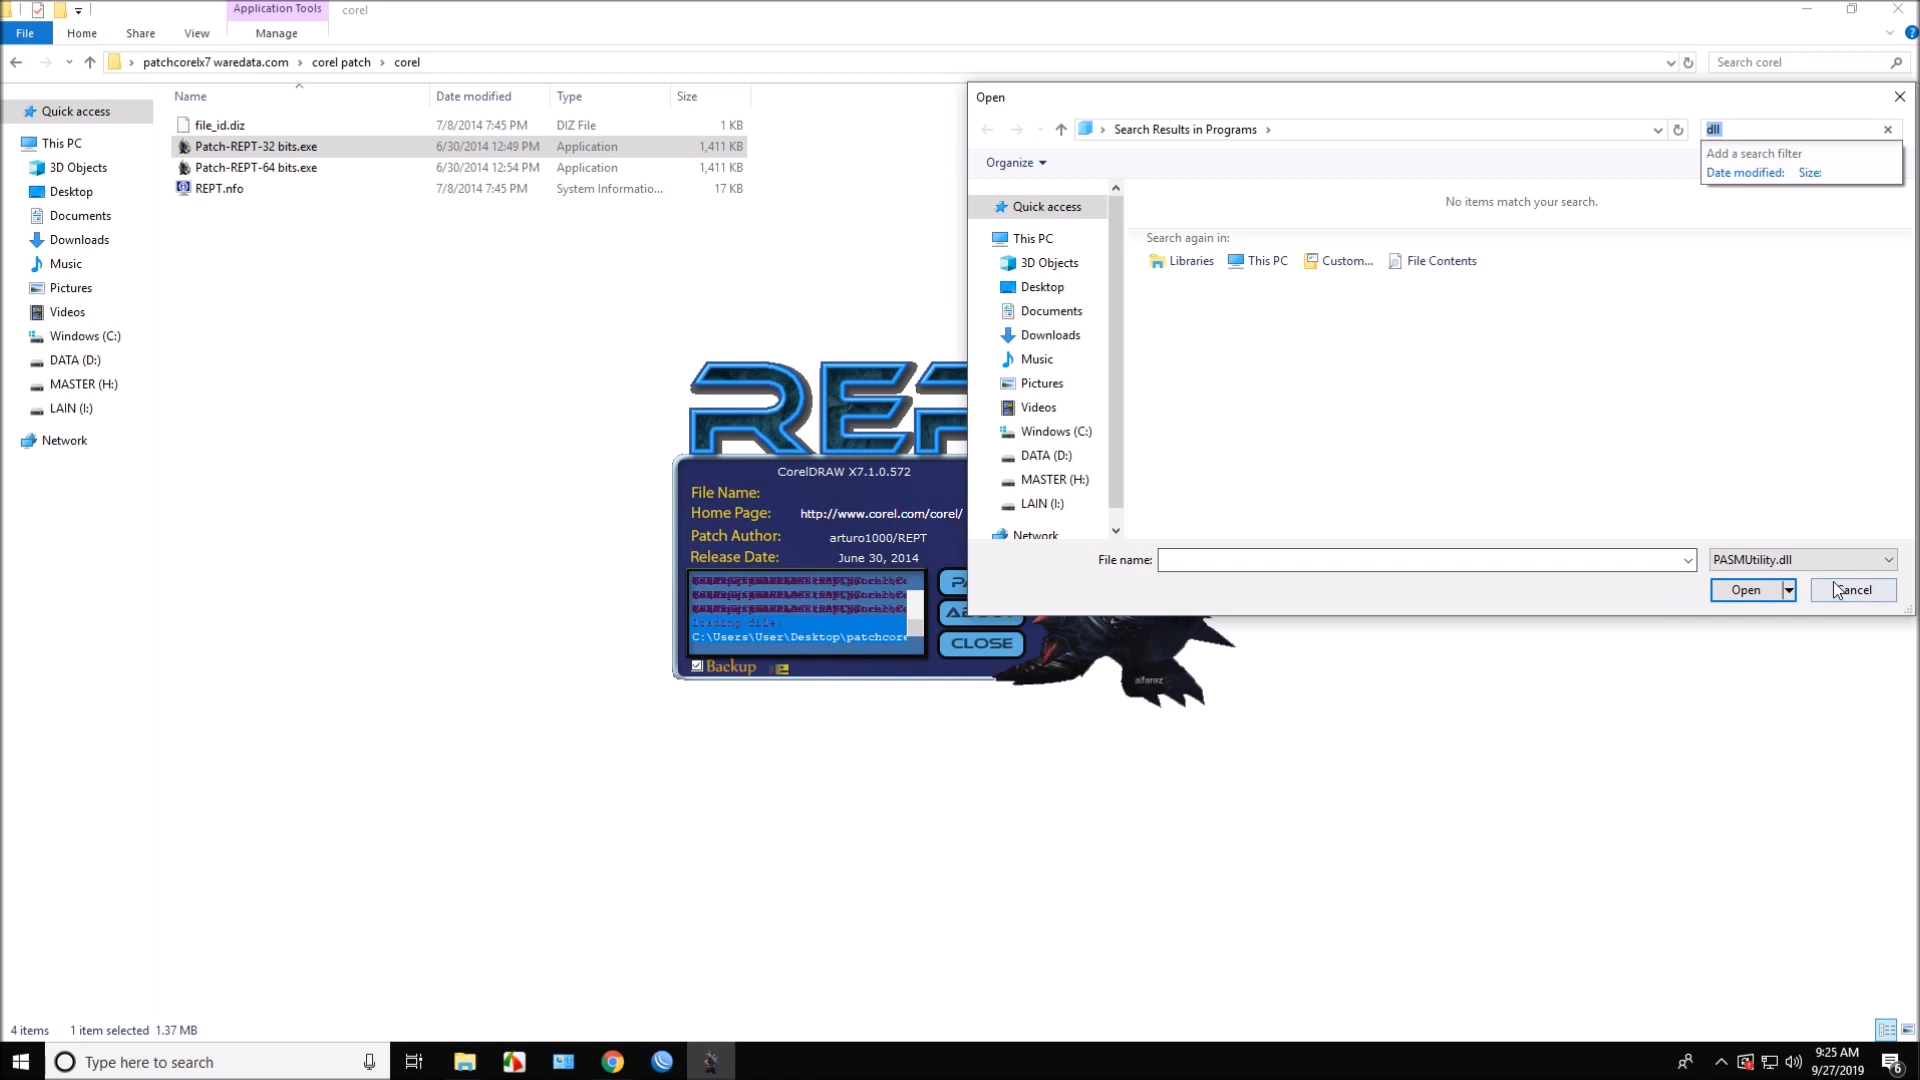 Application Tools
corel
File
Home
Share
View
Manage
patchcorelx7 waredata.com > corel patch > corel
Search corel
Name
Date modified
Type
Size
file_id.diz
7/8/2014 7:45 PM
DIZ File
1 KB
Patch-REPT-32 bits.exe
6/30/2014 12:49 PM
Application
1,411 KB
Patch-REPT-64 bits.exe
6/30/2014 12:54 PM
Application
1,411 KB
REPT.nfo
7/8/2014 7:45 PM
System Informatio...
17 KB
Quick access
This PC
3D Objects
Desktop
Documents
Downloads
Music
Pictures
Videos
Windows (C:)
DATA (D:)
MASTER (H:)
LAIN (I:)
Network
Open
Search Results in Programs >
dll
Add a search filter
Date modified:
Size:
Organize
No items match your search.
Search again in:
Libraries
This PC
Custom...
File Contents
Quick access
This PC
3D Objects
Desktop
Documents
Downloads
Music
Pictures
Videos
Windows (C:)
DATA (D:)
MASTER (H:)
LAIN (I:)
Network
File name:
PASMUtility.dll
Open
CorelDRAW X7.1.0.572
File Name:
Home Page:
http://www.corel.com/corel/
Patch Author:
arturo1000/REPT
Release Date:
June 30, 2014
loading file:
C:\Users\User\Desktop\patchcore
CLOSE
Backup
alfarez
4 items
1 item selected 1.37 MB
Type here to search
9:25 AM
9/27/2019
6